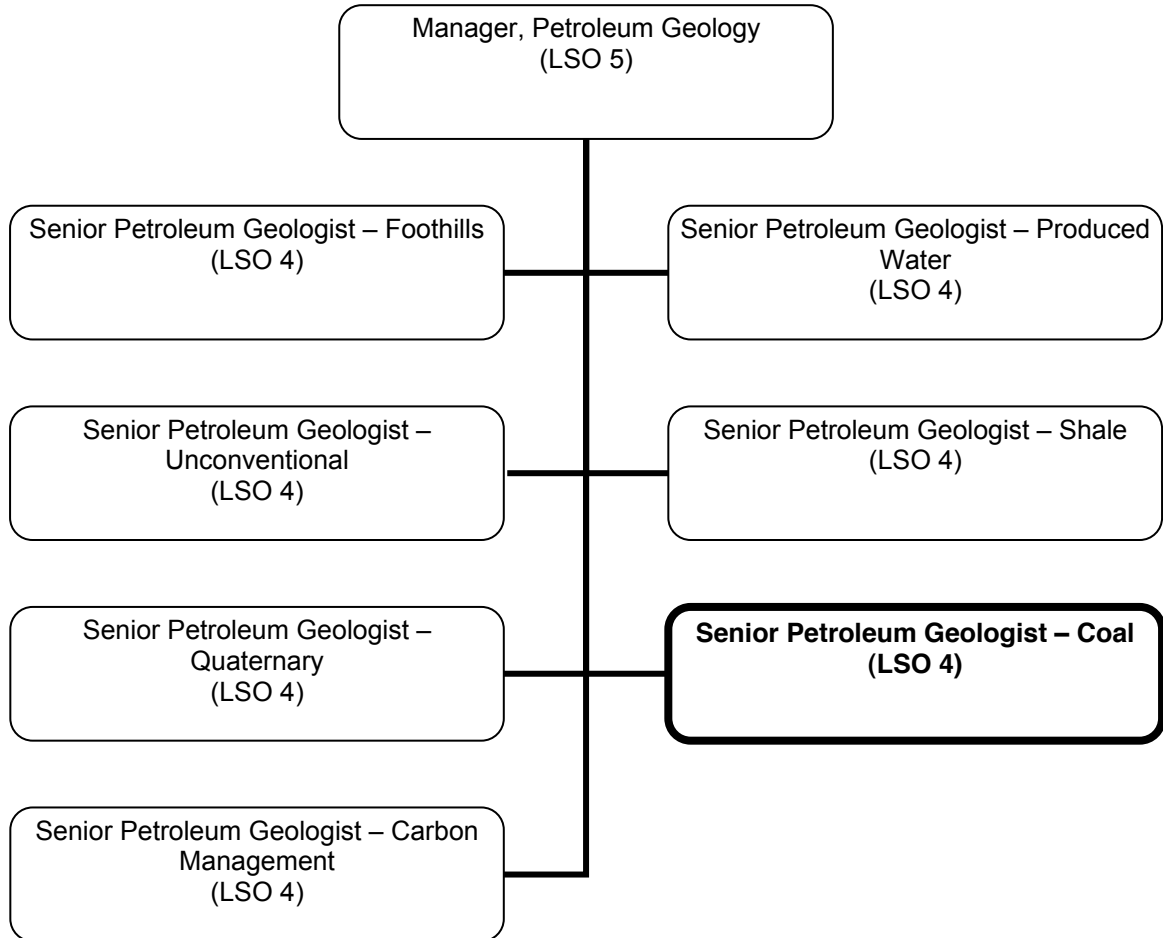 Manager, Petroleum Geology
(LSO 5)
Senior Petroleum Geologist – Foothills
(LSO 4)
Senior Petroleum Geologist – Produced
Water
(LSO 4)
Senior Petroleum Geologist –
Unconventional
(LSO 4)
Senior Petroleum Geologist – Shale
(LSO 4)
Senior Petroleum Geologist –
Quaternary
(LSO 4)
Senior Petroleum Geologist – Coal
(LSO 4)
Senior Petroleum Geologist – Carbon
Management
(LSO 4)